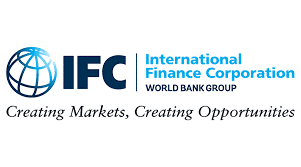 IFC
International
Finance Corporation
WORLD BANK GROUP
Creating Markets, Creating Opportunities